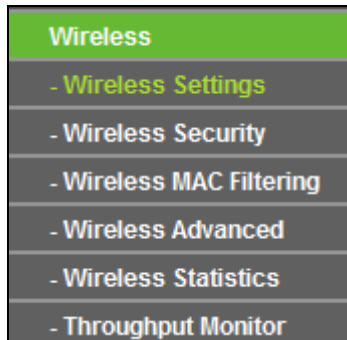 Wireless
- Wireless Settings
- Wireless Security
- Wireless MAC Filtering
- Wireless Advanced
- Wireless Statistics
- Throughput Monitor